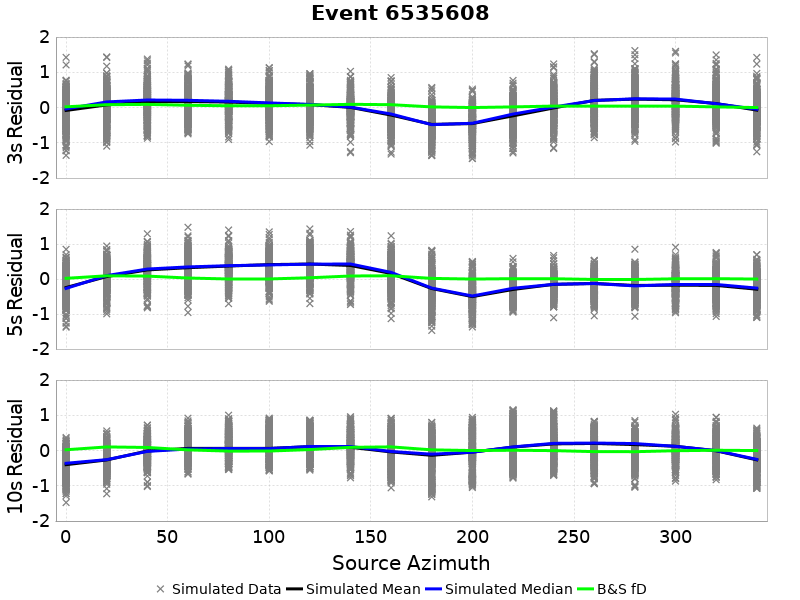 Event 6535608
3s Residual
2
1
0
-1
-2
5s Residual
2
1
0
-1
-2
10s Residual
2
1
0
-1
-2
0 50 100 150 200 250 300
Source Azimuth
Simulated Data Simulated Mean Simulated Median B&S fD